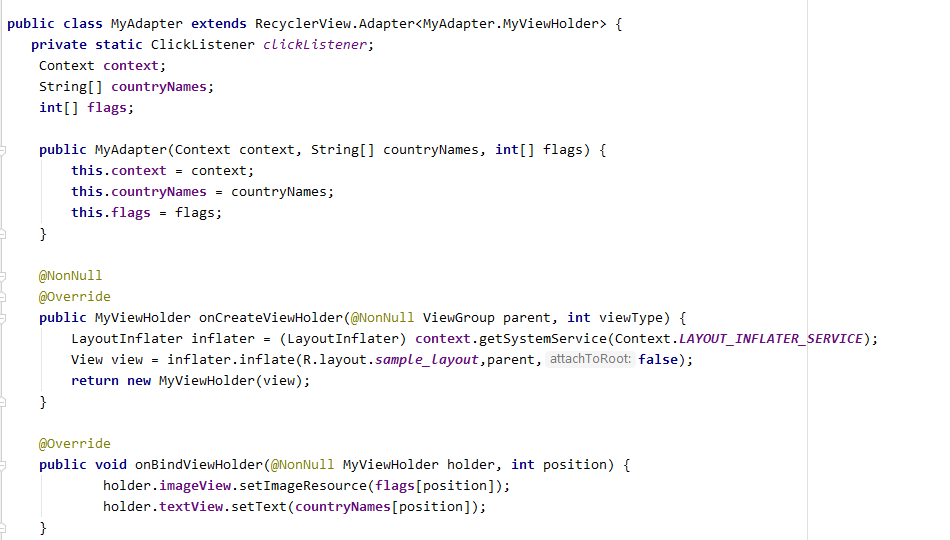 public class MyAdapter extends RecyclerView.Adapter<MyAdapter.MyViewHolder> {
private static ClickListener clickListener;
Context context;
String[] countryNames;
int[] flags;
public MyAdapter(Context context, String[] countryNames, int[] flags) {
this.context = context;
this.countryNames = countryNames;
this.flags = flags;
}
@NonNull
@Override
public MyViewHolder onCreateViewHolder(@NonNull ViewGroup parent, int viewType) {
LayoutInflater inflater = (LayoutInflater) context.getSystemService(Context.LAYOUT_INFLATER_SERVICE);
View view = inflater.inflate(R.layout.sample_layout,parent, attachToRoot: false);
return new MyViewHolder(view);
}
@Override
public void onBindViewHolder(@NonNull MyViewHolder holder, int position) {
holder.imageView.setImageResource(flags[position]);
holder.textView.setText(countryNames[position]);
}